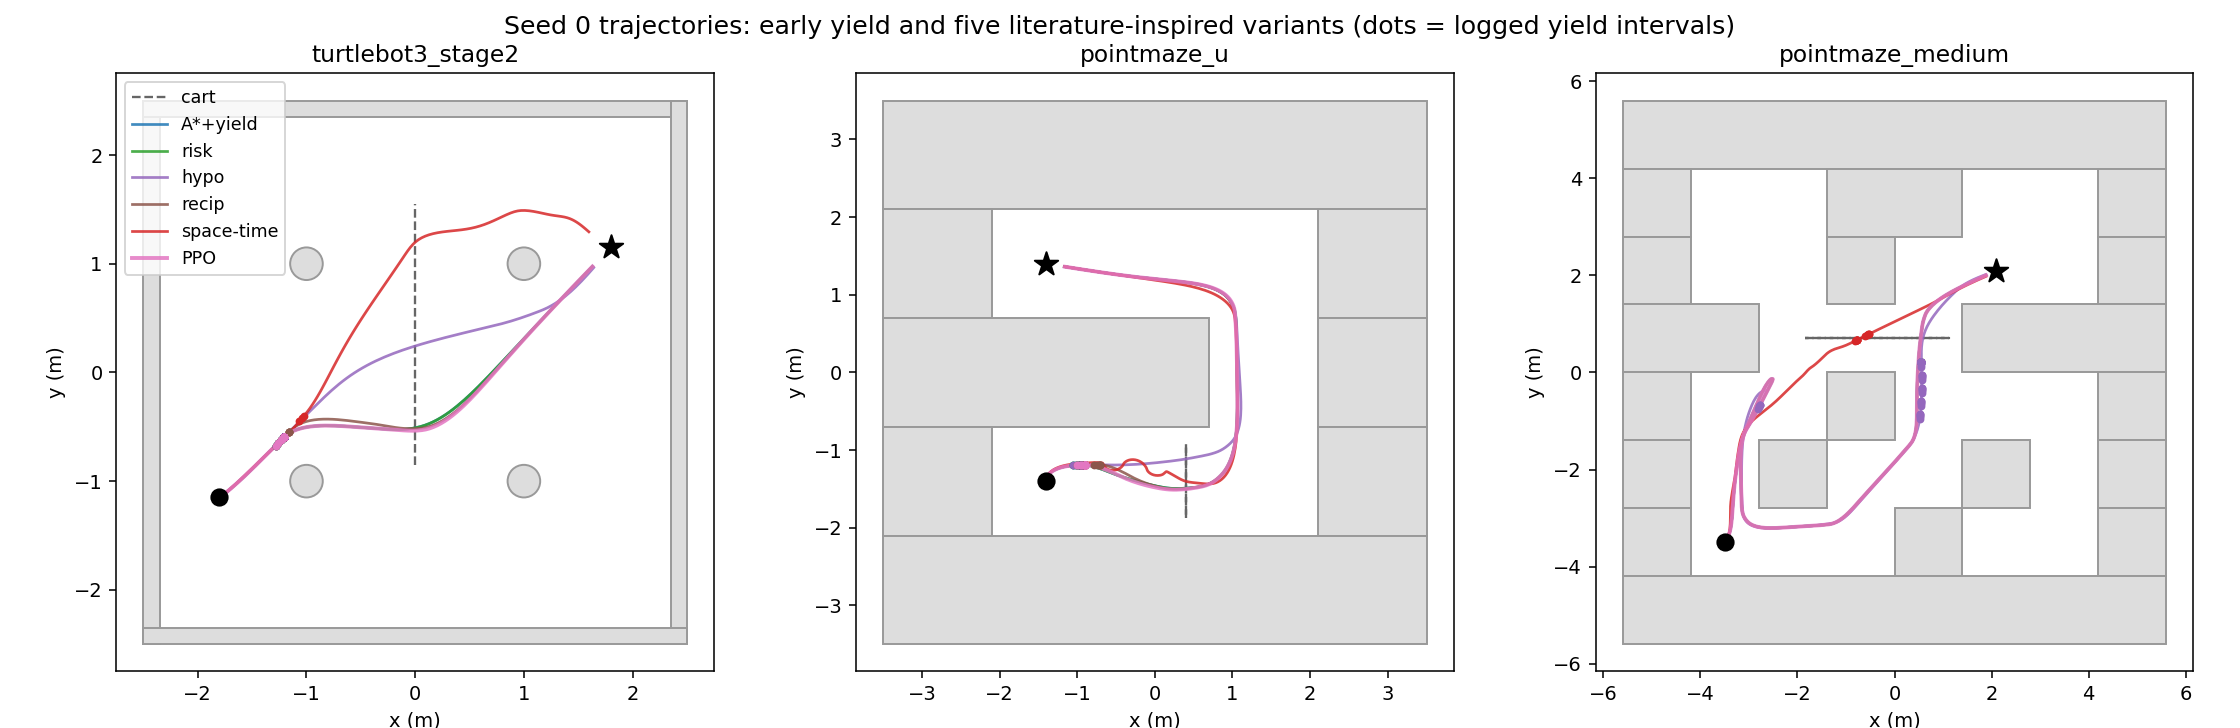 Seed 0 trajectories: early yield and five literature-inspired variants (dots = logged yield intervals)
turtlebot3_stage2
cart
A*+yield
risk
hypo
recip
space-time
PPO
y (m)
2
1
0
−1
−2
−2
−1
0
1
2
x (m)
pointmaze_u
y (m)
3
2
1
0
−1
−2
−3
−3
−2
−1
0
1
2
3
x (m)
pointmaze_medium
y (m)
6
4
2
0
−2
−4
−6
−6
−4
−2
0
2
4
6
x (m)